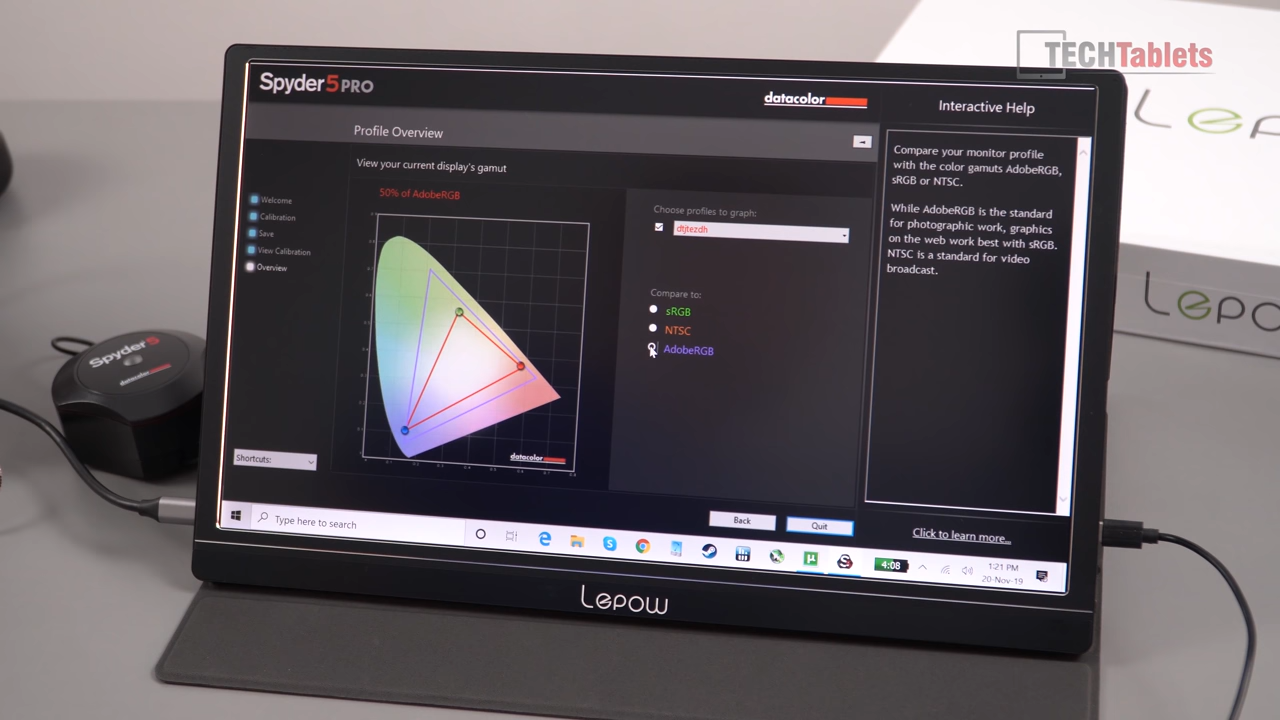 TECHTablets
Spyder5PRO
datacolor
Interactive Help
Profile Overview
View your current display's gamut
50% of AdobeRGB
Welcome
Calibration
Save
View Calibration
Overview
Choose profiles to graph:
dtjtezdh
Compare to:
sRGB
NTSC
AdobeRGB
Compare your monitor profile
with the color gamuts AdobeRGB,
sRGB or NTSC.
While AdobeRGB is the standard
for photographic work, graphics
on the web work best with sRGB.
NTSC is a standard for video
broadcast.
datacolor
Shortcuts:
Back
Quit
Click to learn more...
Type here to search
4:08
1:21 PM
20-Nov-19
Lepow
Spyder5
datacolor
Lepo
Lepo